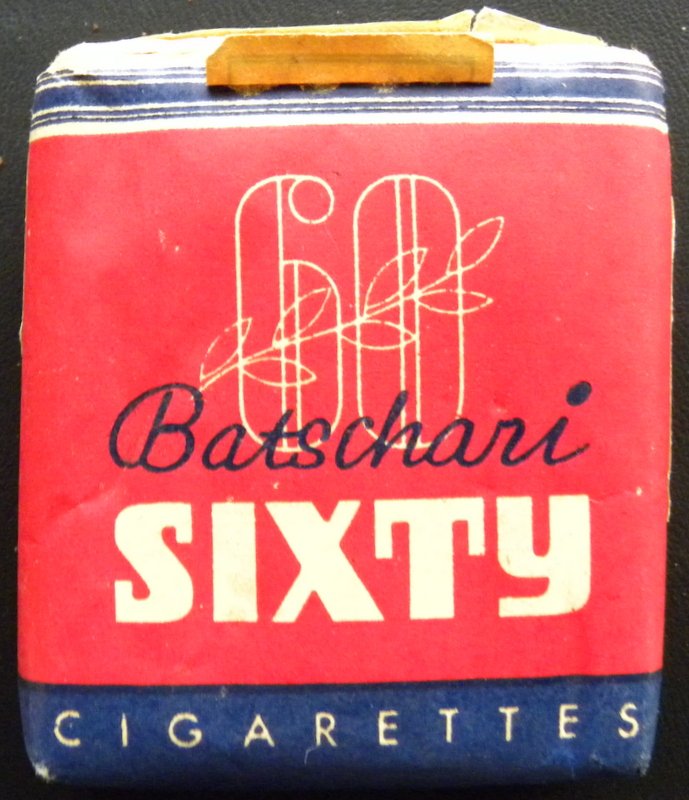 60
Batschari
SIXTY
CIGARETTES